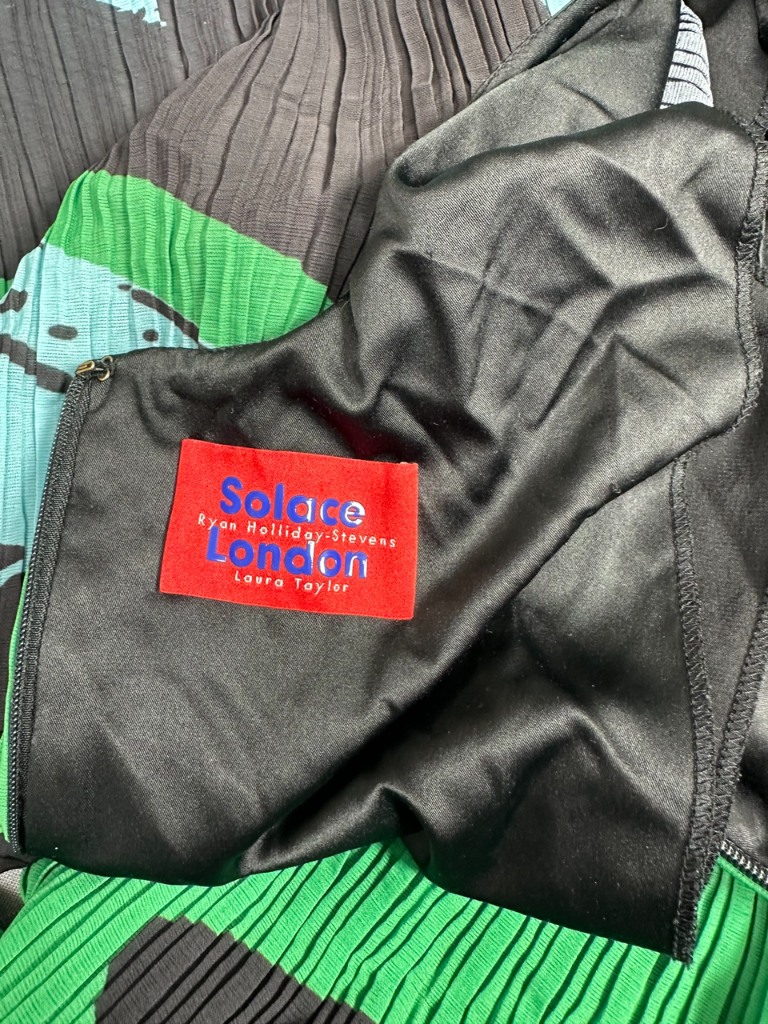 Solace
Ryan Holliday-Stevens
London
Laura Taylor